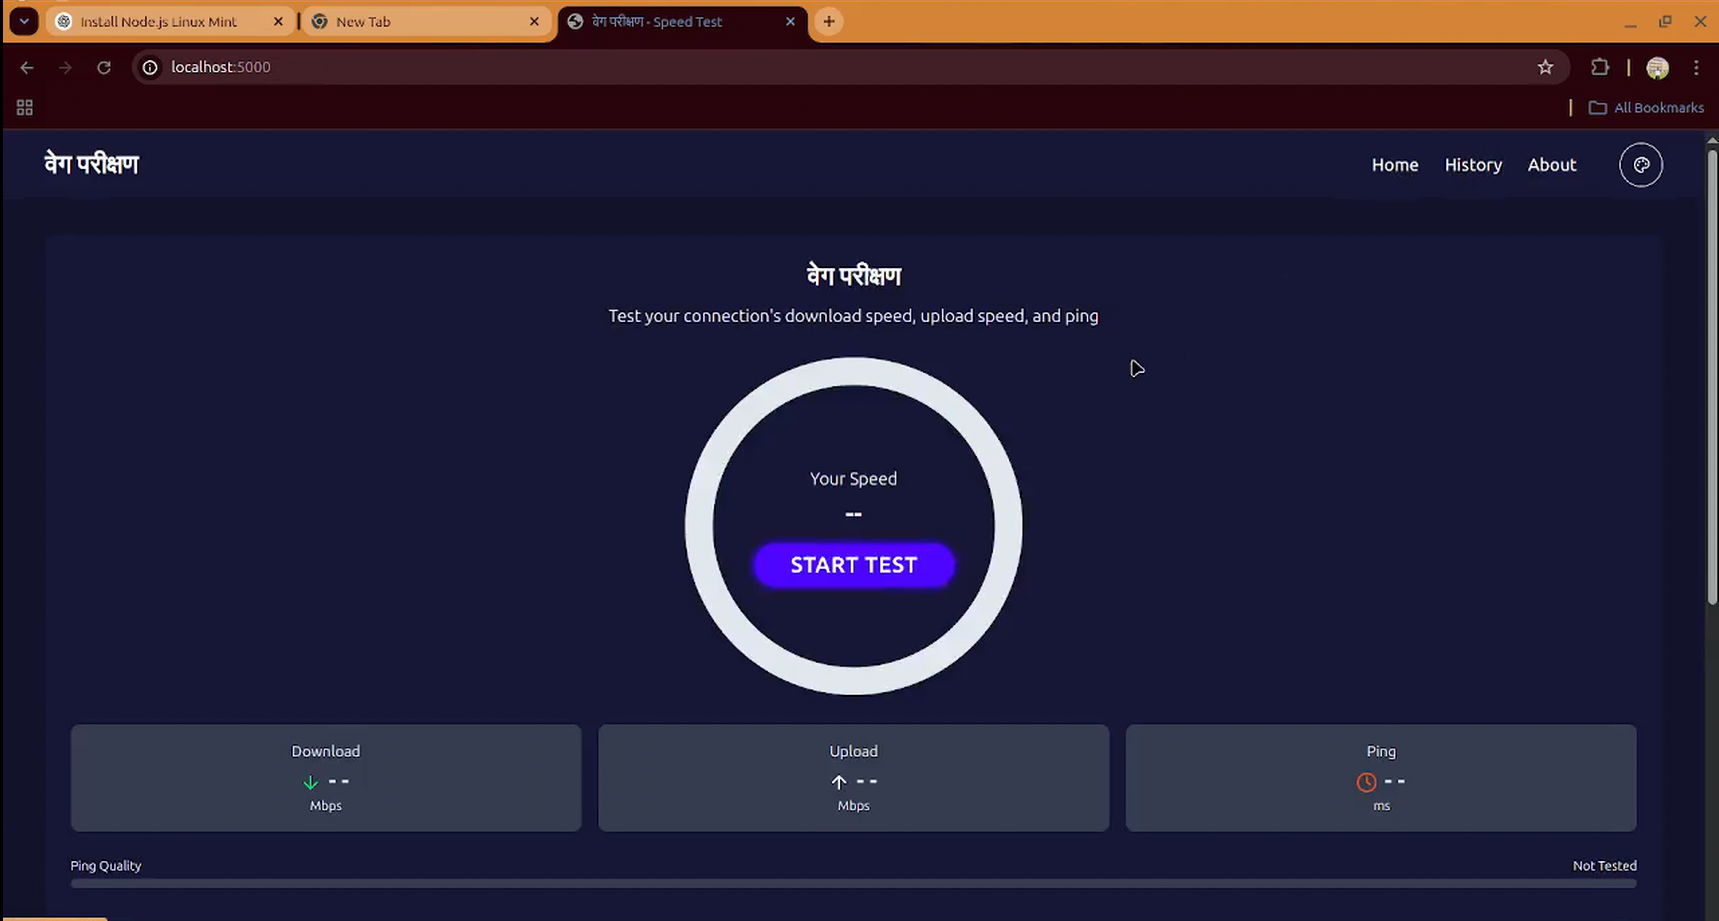 Install Node.js Linux Mint
New Tab
वेग परीक्षण - Speed Test
localhost:5000
All Bookmarks
वेग परीक्षण
Home
History
About
वेग परीक्षण
Test your connection's download speed, upload speed, and ping
Your Speed
--
START TEST
Download
Upload
Ping
--
--
--
Mbps
Mbps
ms
Ping Quality
Not Tested